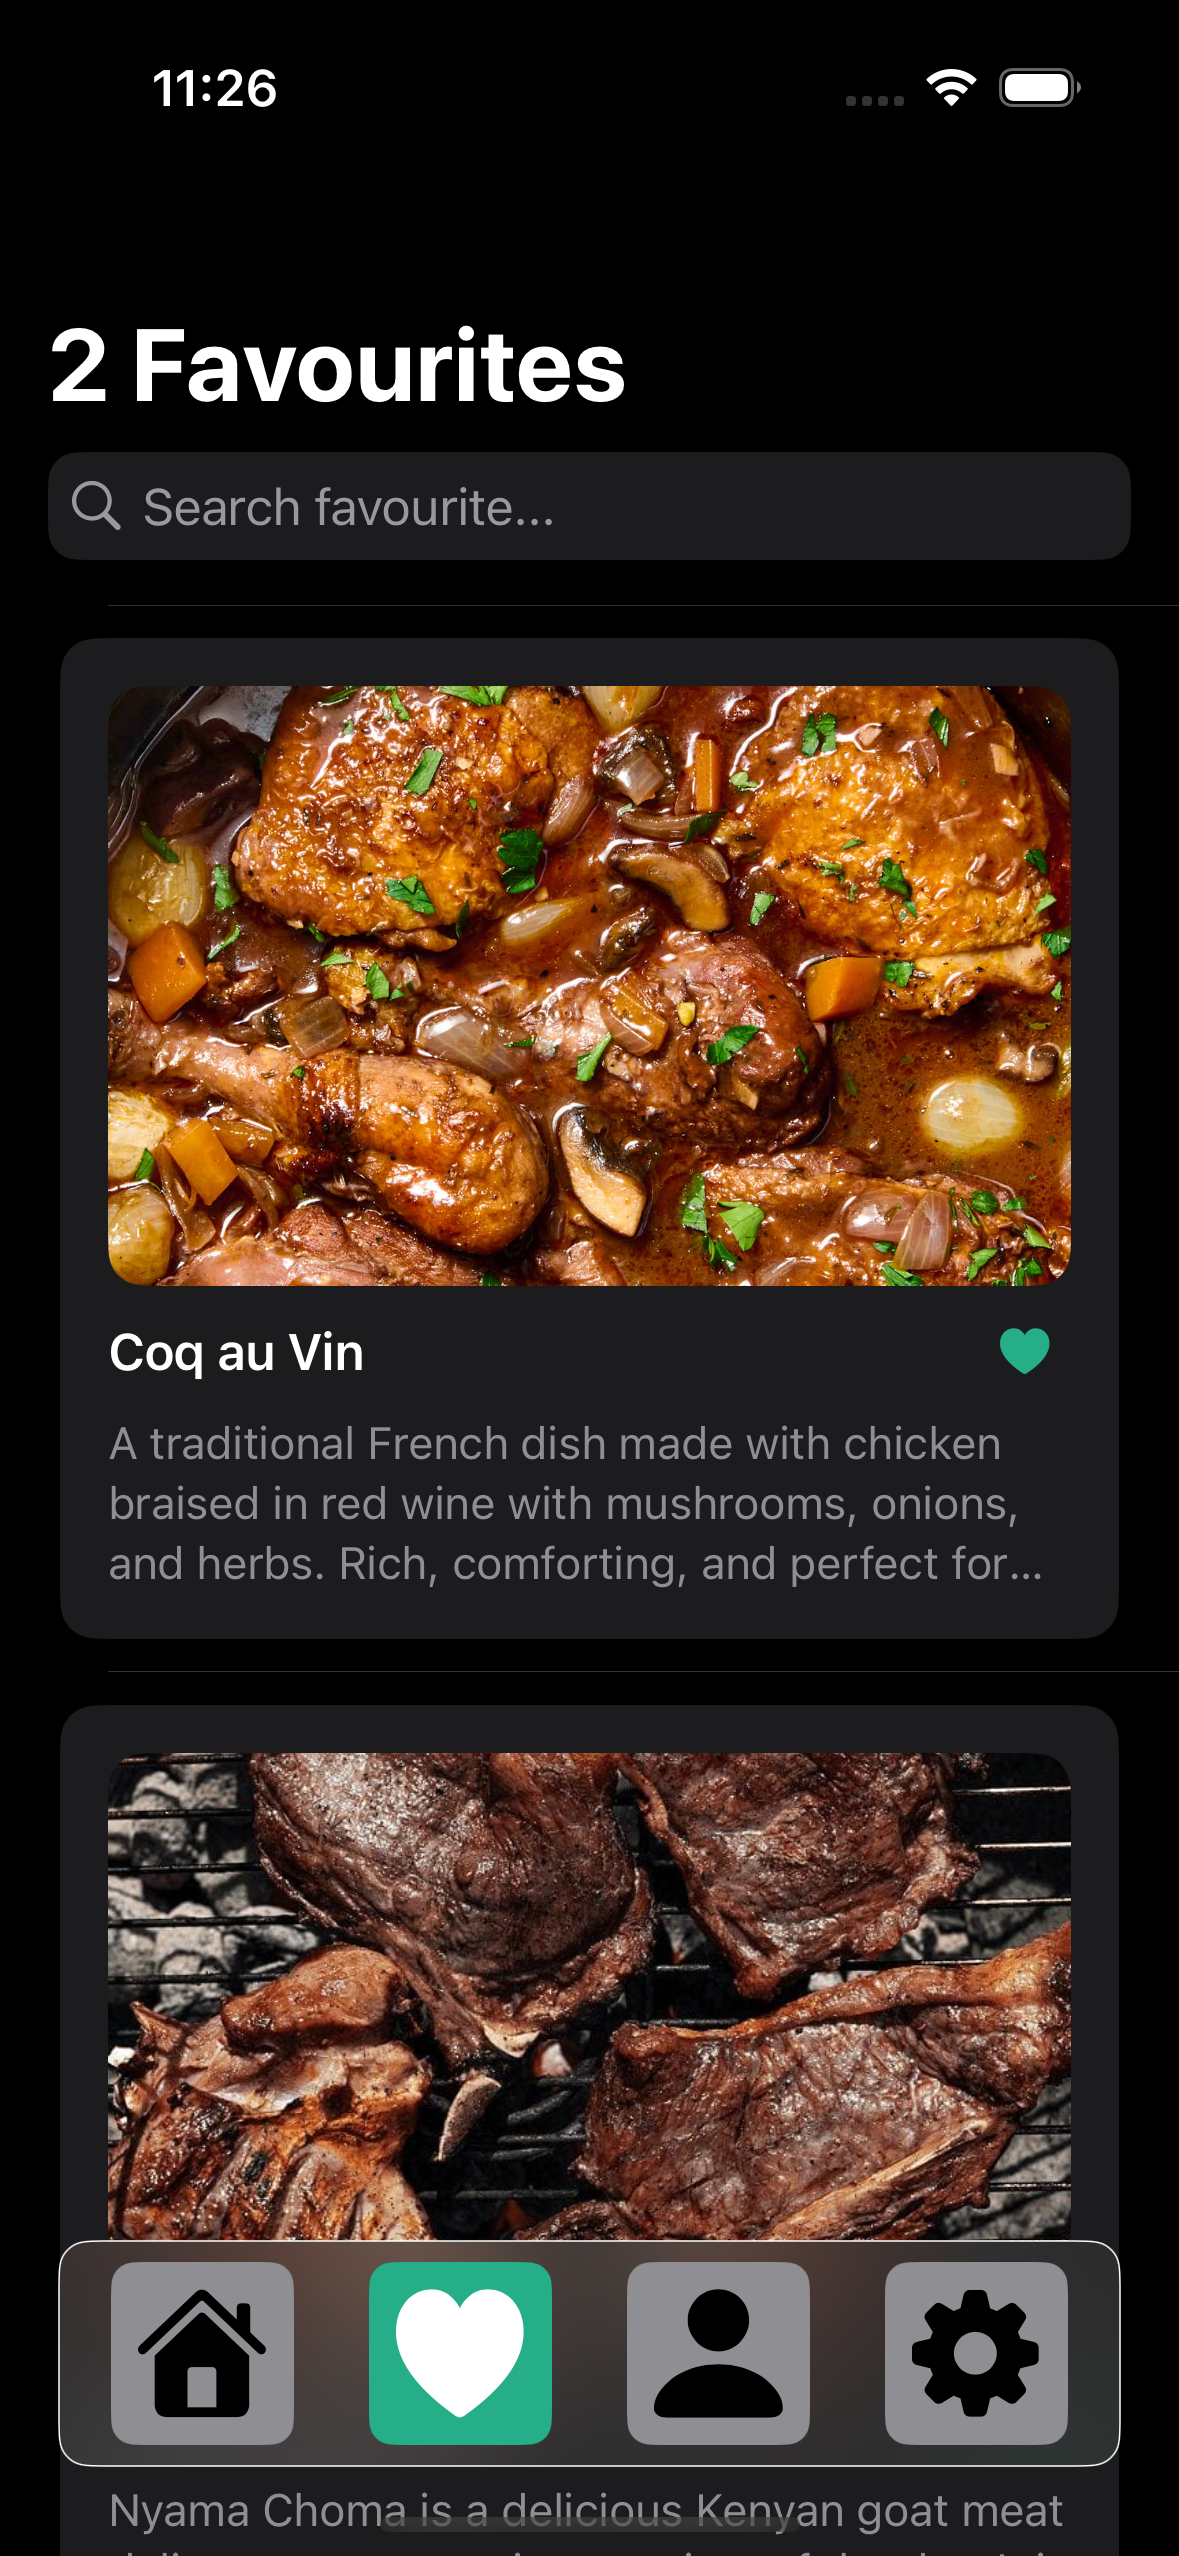 11:26
2 Favourites
Search favourite...
Coq au Vin
A traditional French dish made with chicken
braised in red wine with mushrooms, onions,
and herbs. Rich, comforting, and perfect for...
Nyama Choma is a delicious Kenyan goat meat